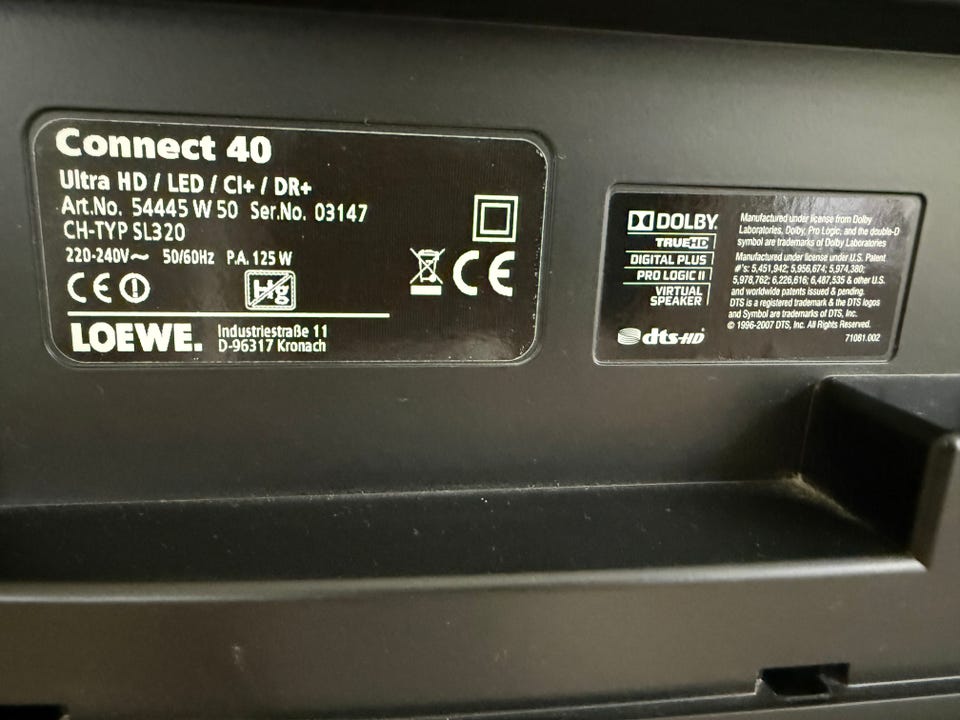 Connect 40
Ultra HD / LED / CI+ / DR+
Art.No. 54445 W 50 Ser.No. 03147
CH-TYP SL320
220-240V~ 50/60Hz P.A. 125 W
CE
Hg
CE
LOEWE.
Industriestraße 11
D-96317 Kronach
DOLBY
TRUEHD
DIGITAL PLUS
PRO LOGIC II
VIRTUAL
SPEAKER
dts-HD
Manufactured under license from Dolby
Laboratories, Dolby, Pro Logic, and the double-D
symbol are trademarks of Dolby Laboratories
Manufactured under license under U.S. Patent
#'s: 5,451,942; 5,956,674; 5,974,380;
5,978,762; 6,226,616; 6,487,535 & other U.S.
and worldwide patents issued & pending.
DTS is a registered trademark & the DTS logos
and Symbol are trademarks of DTS, Inc.
© 1996-2007 DTS, Inc. All Rights Reserved.
71081.002